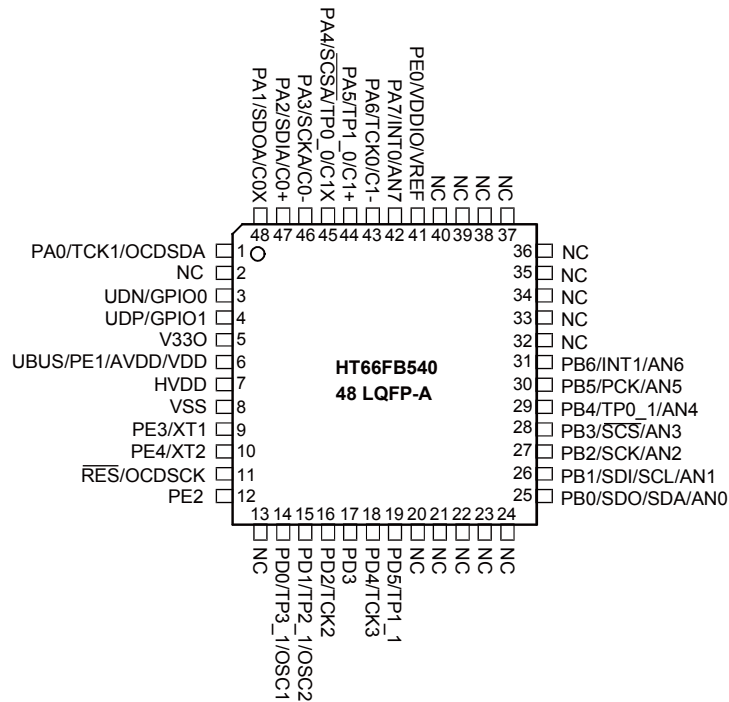 PA1/SDOA/C0X
PA2/SDIA/C0+
PA3/SCKA/C0-
PA4/SCSA/TP0_0/C1X
PA5/TP1_0/C1+
PA6/TCK0/C1-
PA7/INT0/AN7
PE0/VDDIO/VREF
NC
NC
NC
NC
48 47 46 45 44 43 42 41 40 39 38 37
PA0/TCK1/OCDSDA 1
NC 2
UDN/GPIO0 3
UDP/GPIO1 4
V33O 5
UBUS/PE1/AVDD/VDD 6
HVDD 7
VSS 8
PE3/XT1 9
PE4/XT2 10
RES/OCDSCK 11
PE2 12
HT66FB540
48 LQFP-A
36 NC
35 NC
34 NC
33 NC
32 NC
31 PB6/INT1/AN6
30 PB5/PCK/AN5
29 PB4/TP0_1/AN4
28 PB3/SCS/AN3
27 PB2/SCK/AN2
26 PB1/SDI/SCL/AN1
25 PB0/SDO/SDA/AN0
13 14 15 16 17 18 19 20 21 22 23 24
NC
PD0/TP3_1/OSC1
PD1/TP2_1/OSC2
PD2/TCK2
PD3
PD4/TCK3
PD5/TP1_1
NC
NC
NC
NC
NC